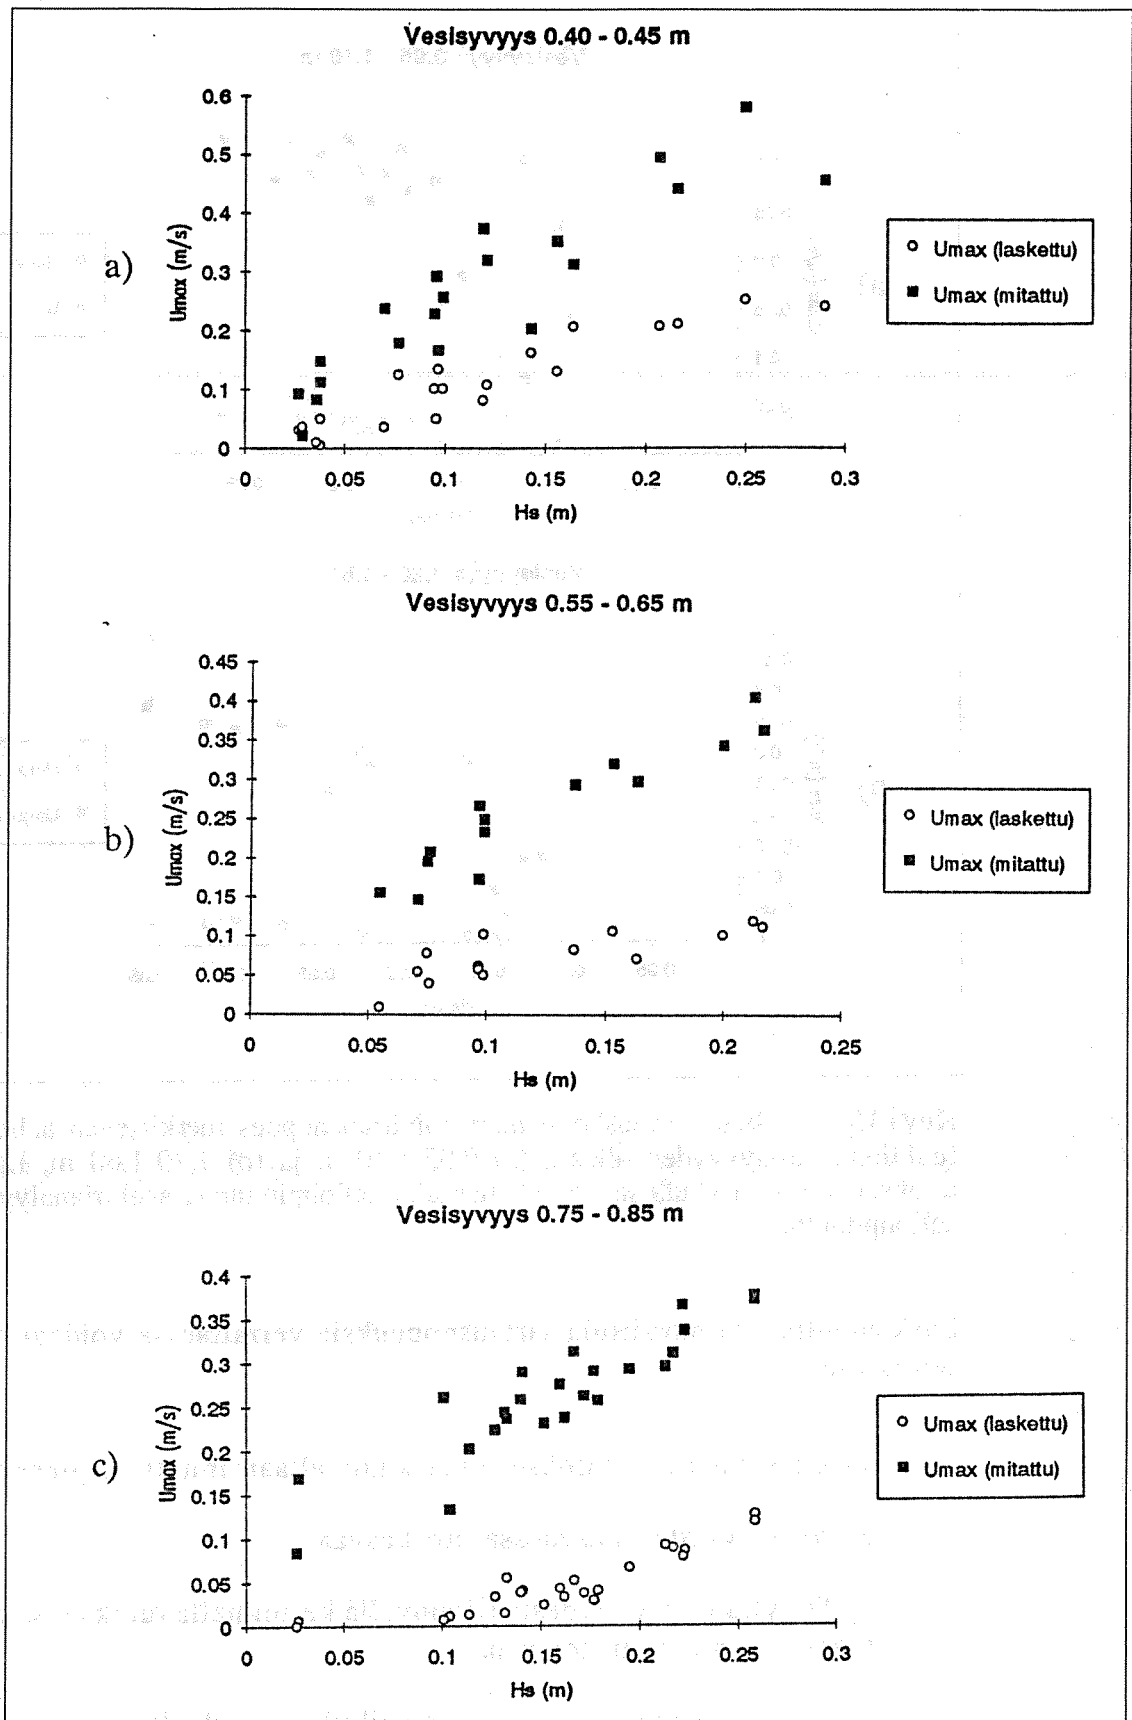 Vesisyvyys 0.40 - 0.45 m
a)
Umax (m/s)
0.6
0.5
0.4
0.3
0.2
0.1
0
0 0.05 0.1 0.15 0.2 0.25 0.3
Hs (m)
Umax (laskettu)
Umax (mitattu)
Vesisyvyys 0.55 - 0.65 m
b)
Umax (m/s)
0.45
0.4
0.35
0.3
0.25
0.2
0.15
0.1
0.05
0
0 0.05 0.1 0.15 0.2 0.25
Hs (m)
Umax (laskettu)
Umax (mitattu)
Vesisyvyys 0.75 - 0.85 m
c)
Umax (m/s)
0.4
0.35
0.3
0.25
0.2
0.15
0.1
0.05
0
0 0.05 0.1 0.15 0.2 0.25 0.3
Hs (m)
Umax (laskettu)
Umax (mitattu)